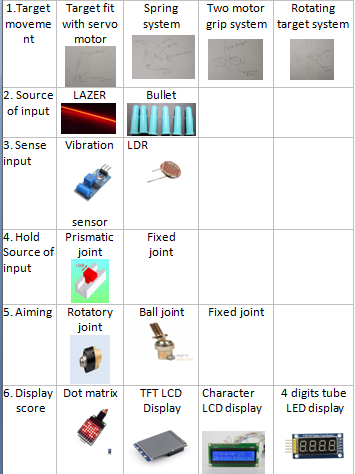 1.Target
moveme
nt
Target fit
with servo
motor
Spring
system
Two motor
grip system
Rotating
target system
2. Source
of input
LAZER
Bullet
3. Sense
input
Vibration
sensor
LDR
4. Hold
Source of
input
Prismatic
joint
Fixed
joint
5. Aiming
Rotatory
joint
Ball joint
Fixed joint
6. Display
score
Dot matrix
TFT LCD
Display
Character
LCD display
4 digits tube
LED display